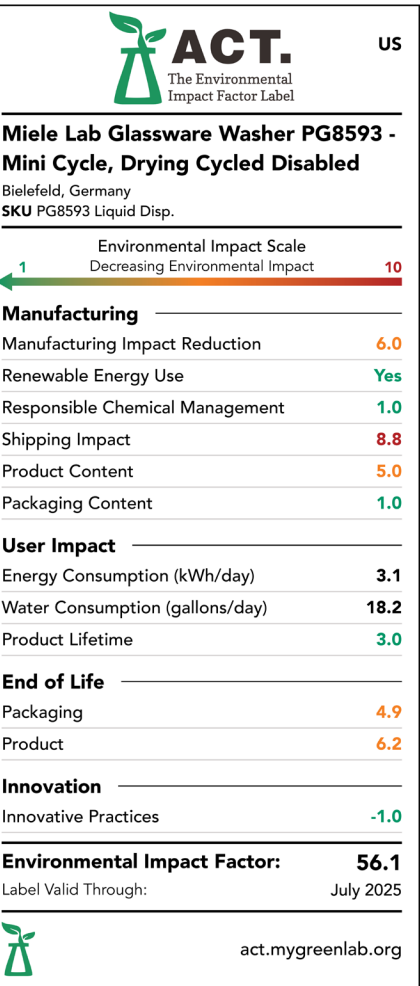 ACT.
US
The Environmental
Impact Factor Label
Miele Lab Glassware Washer PG8593 -
Mini Cycle, Drying Cycled Disabled
Bielefeld, Germany
SKU PG8593 Liquid Disp.
Environmental Impact Scale
1 Decreasing Environmental Impact 10
Manufacturing
Manufacturing Impact Reduction 6.0
Renewable Energy Use Yes
Responsible Chemical Management 1.0
Shipping Impact 8.8
Product Content 5.0
Packaging Content 1.0
User Impact
Energy Consumption (kWh/day) 3.1
Water Consumption (gallons/day) 18.2
Product Lifetime 3.0
End of Life
Packaging 4.9
Product 6.2
Innovation
Innovative Practices -1.0
Environmental Impact Factor: 56.1
Label Valid Through: July 2025
act.mygreenlab.org